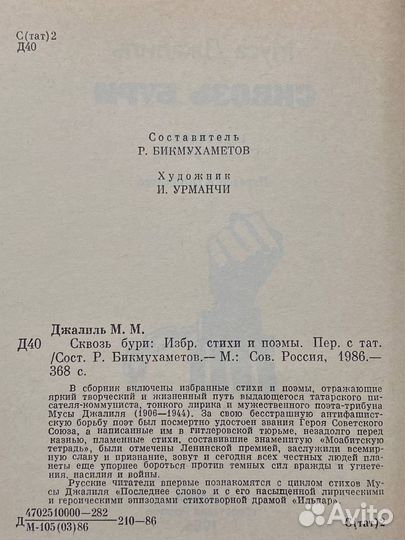 С(тат)2
Д40
СКВОЗЬ БУРИ
Составитель
Р. БИКМУХАМЕТОВ
Художник
И. УРМАНЧИ
Джалиль М. М.
Д40 Сквозь бури: Избр. стихи и поэмы. Пер. с тат.
/Сост. Р. Бикмухаметов.— М.: Сов. Россия, 1986.—
368 с.
В сборник включены избранные стихи и поэмы, отражающие
яркий творческий и жизненный путь выдающегося татарского пи-
сателя-коммуниста, тонкого лирика и мужественного поэта-трибуна
Мусы Джалиля (1906—1944). За свою бесстрашную антифашист-
скую борьбу поэт был посмертно удостоен звания Героя Советского
Союза, а написанные им в гитлеровской тюрьме, незадолго перед
казнью, пламенные стихи, составившие знаменитую «Моабитскую
тетрадь», были отмечены Ленинской премией, заслужили всемир-
ную славу и признание, зовут и сегодня всех честных людей плане-
ты еще упорнее бороться против темных сил вражды и угнете-
ния, насилия и войны.
Русские читатели впервые познакомятся с циклом стихов Му-
сы Джалиля «Последнее слово» и с его насыщенной лирическими
и героическими эпизодами стихотворной драмой «Ильдар».
Д 4702510000—282
М-105(03)86 210—86 С(тат)2
Avito